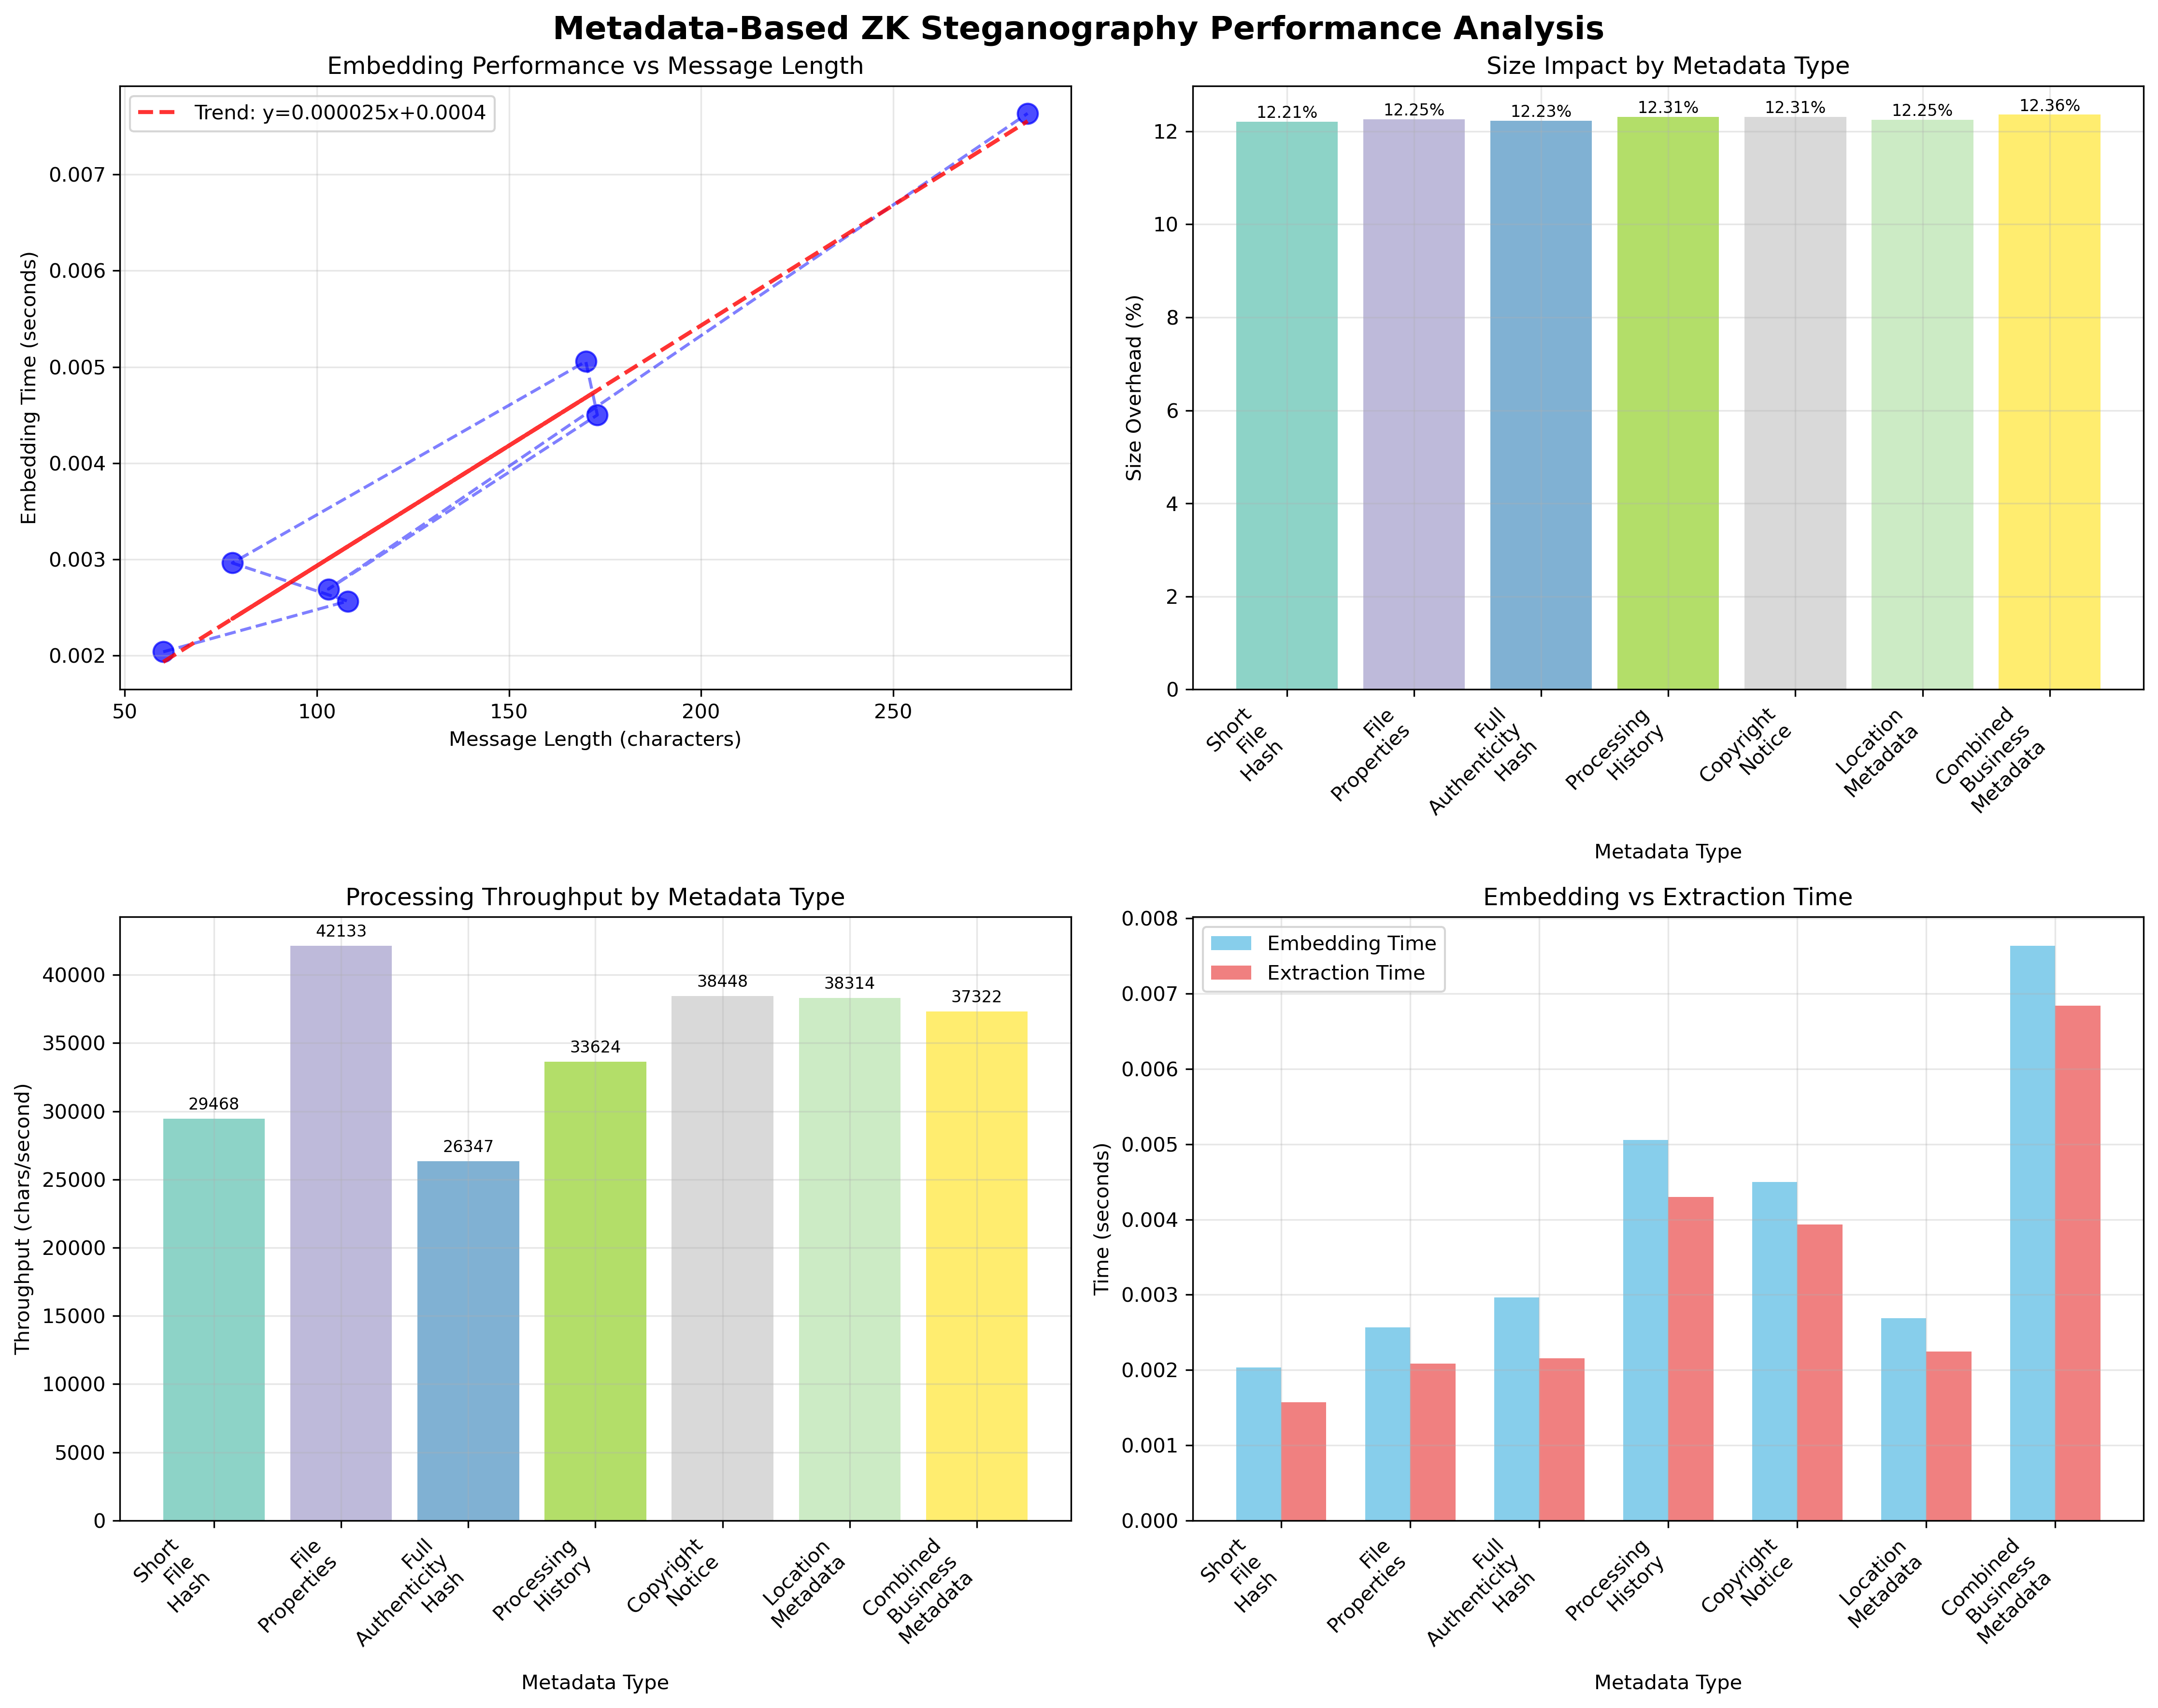 Metadata-Based ZK Steganography Performance Analysis
Embedding Performance vs Message Length
Trend: y=0.000025x+0.0004
0.007
0.006
0.005
0.004
0.003
0.002
Embedding Time (seconds)
50 100 150 200 250
Message Length (characters)
Size Impact by Metadata Type
12.21% 12.25% 12.23% 12.31% 12.31% 12.25% 12.36%
12
10
8
6
4
2
0
Size Overhead (%)
Short
File
Hash
File
Properties
Full
Authenticity
Hash
Processing
History
Copyright
Notice
Location
Metadata
Combined
Business
Metadata
Metadata Type
Processing Throughput by Metadata Type
29468 42133 26347 33624 38448 38314 37322
40000
35000
30000
25000
20000
15000
10000
5000
0
Throughput (chars/second)
Short
File
Hash
File
Properties
Full
Authenticity
Hash
Processing
History
Copyright
Notice
Location
Metadata
Combined
Business
Metadata
Metadata Type
Embedding vs Extraction Time
Embedding Time
Extraction Time
0.008
0.007
0.006
0.005
0.004
0.003
0.002
0.001
0.000
Time (seconds)
Short
File
Hash
File
Properties
Full
Authenticity
Hash
Processing
History
Copyright
Notice
Location
Metadata
Combined
Business
Metadata
Metadata Type